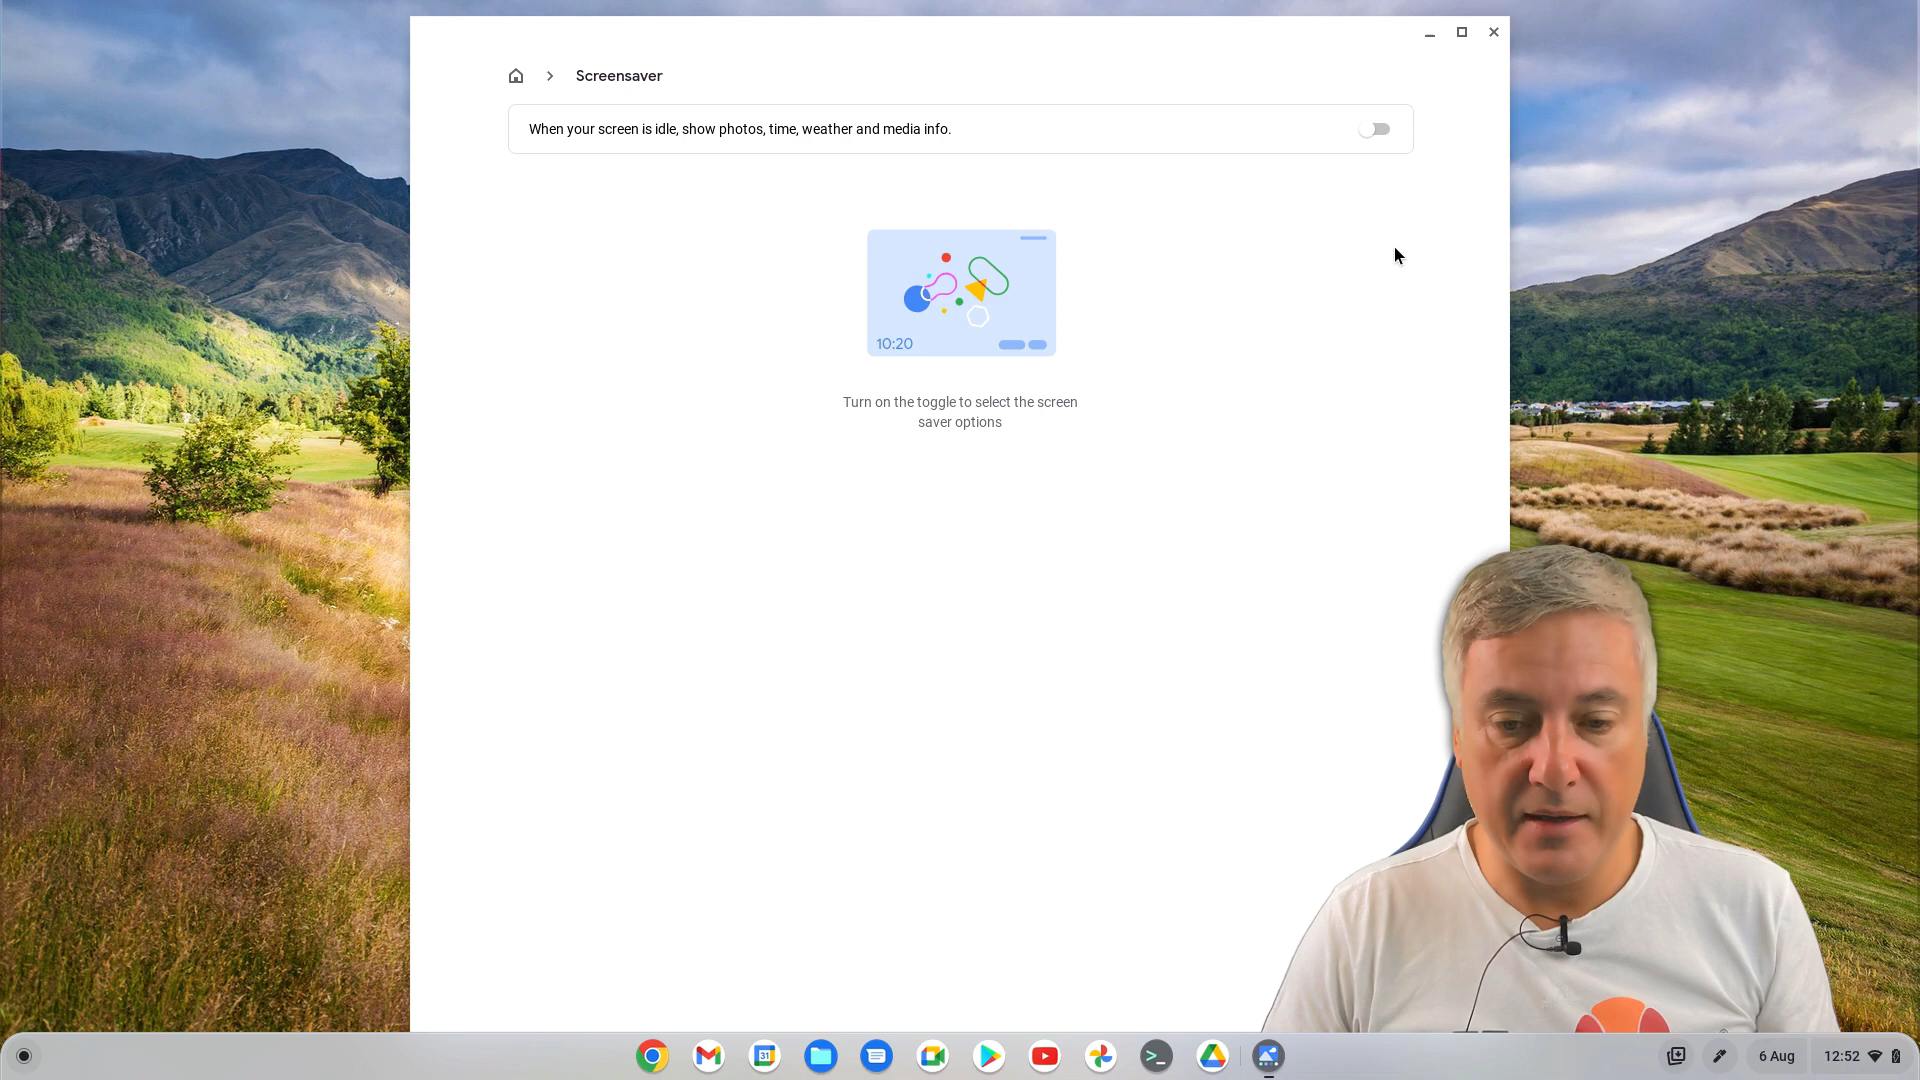 Screensaver
When your screen is idle, show photos, time, weather and media info.
10:20
Turn on the toggle to select the screen
saver options
31
6 Aug
12:52